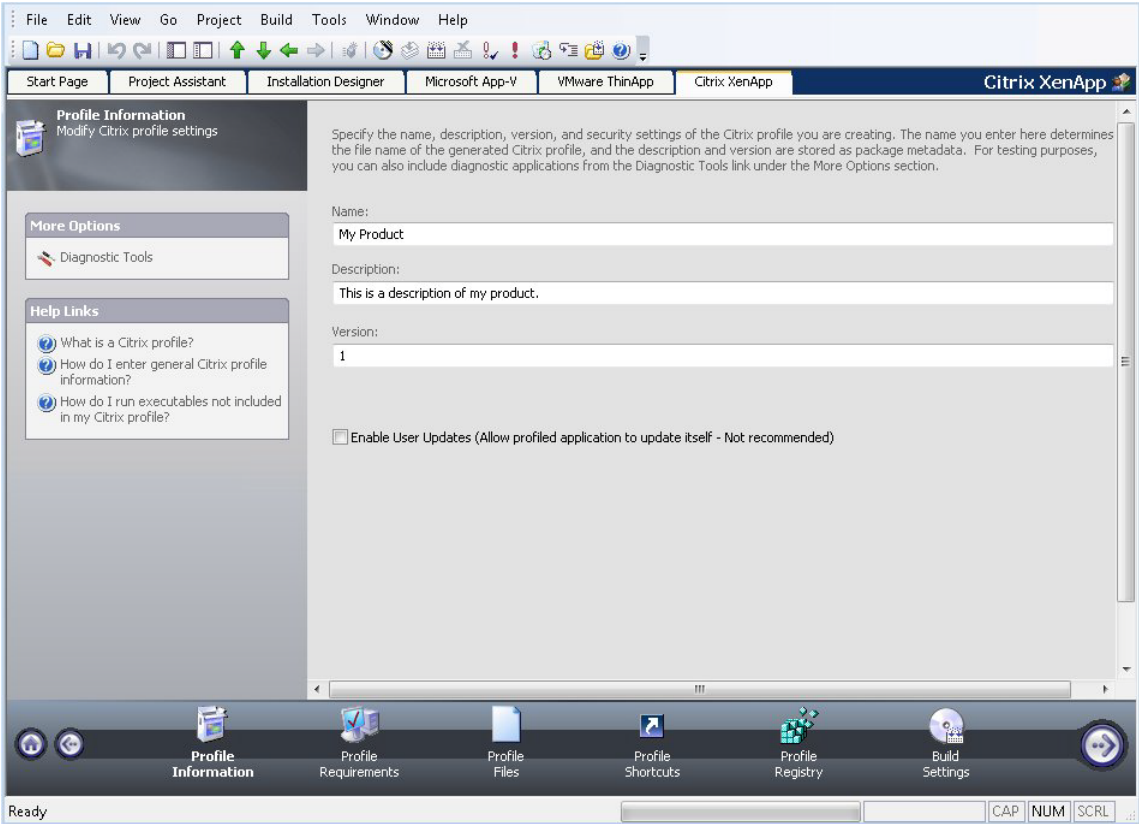 File Edit View Go Project Build Tools Window Help
Start Page Project Assistant Installation Designer Microsoft App-V VMware ThinApp Citrix XenApp Citrix XenApp
Profile Information
Modify Citrix profile settings
Specify the name, description, version, and security settings of the Citrix profile you are creating. The name you enter here determines
the file name of the generated Citrix profile, and the description and version are stored as package metadata. For testing purposes,
you can also include diagnostic applications from the Diagnostic Tools link under the More Options section.
More Options
Diagnostic Tools
Help Links
What is a Citrix profile?
How do I enter general Citrix profile
information?
How do I run executables not included
in my Citrix profile?
Name:
My Product
Description:
This is a description of my product.
Version:
1
Enable User Updates (Allow profiled application to update itself - Not recommended)
Profile
Information
Profile
Requirements
Profile
Files
Profile
Shortcuts
Profile
Registry
Build
Settings
Ready
CAP NUM SCRL